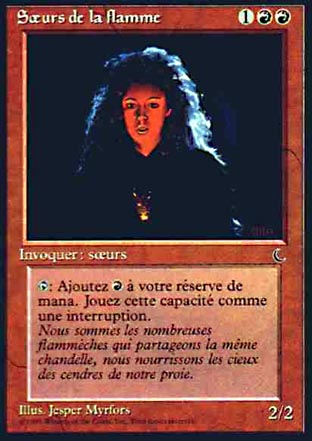 Sœurs de la flamme 1
Invoquer : sœurs
: Ajoutez à votre réserve de
mana. Jouez cette capacité comme
une interruption.
Nous sommes les nombreuses
flammèches qui partageons la même
chandelle, nous nourrissons les cieux
des cendres de notre proie.
Illus. Jesper Myrfors
2/2